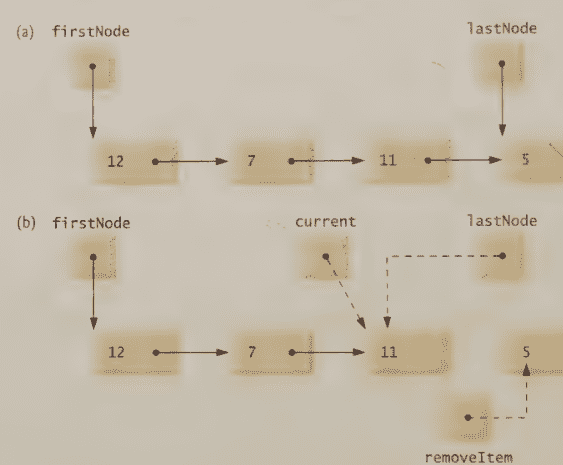 (a) firstNode lastNode
12 7 11 5
(b) firstNode current lastNode
12 7 11 5
removeItem